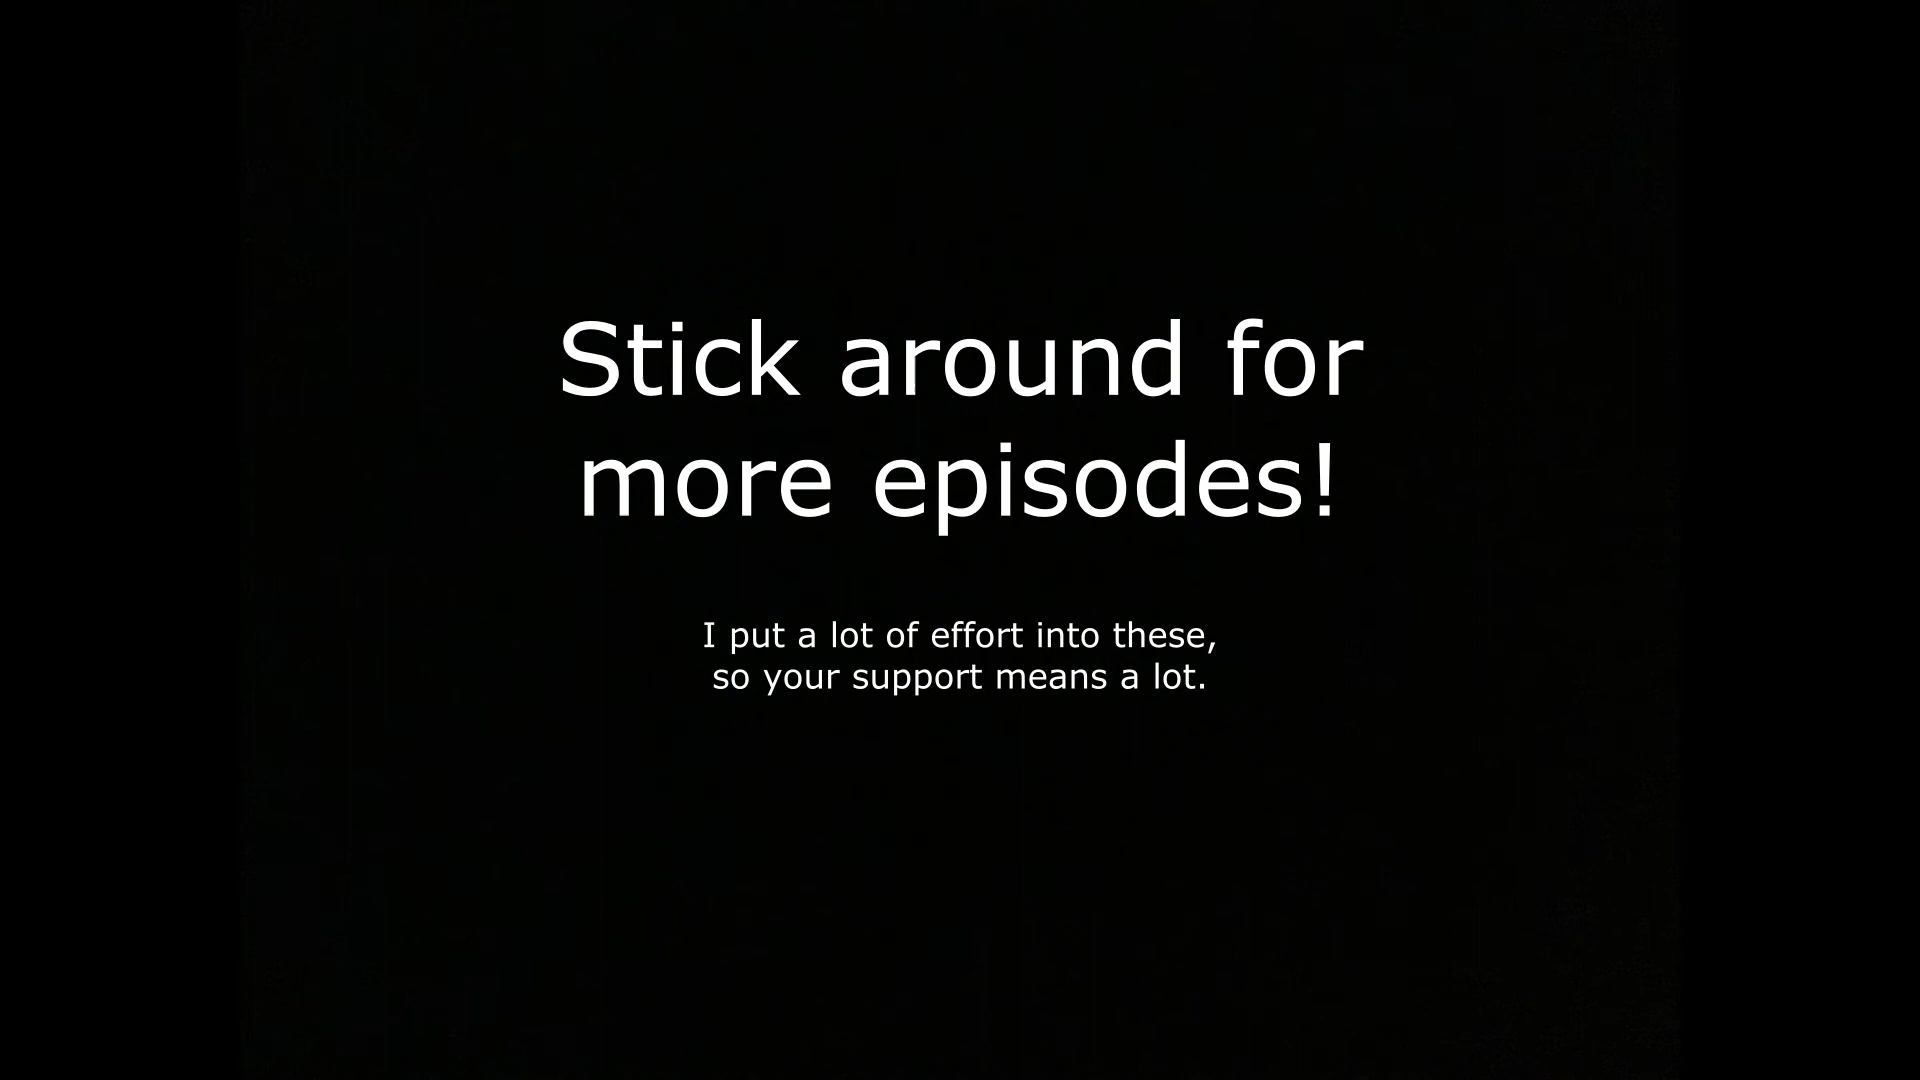 Stick around for
more episodes!
I put a lot of effort into these,
so your support means a lot.